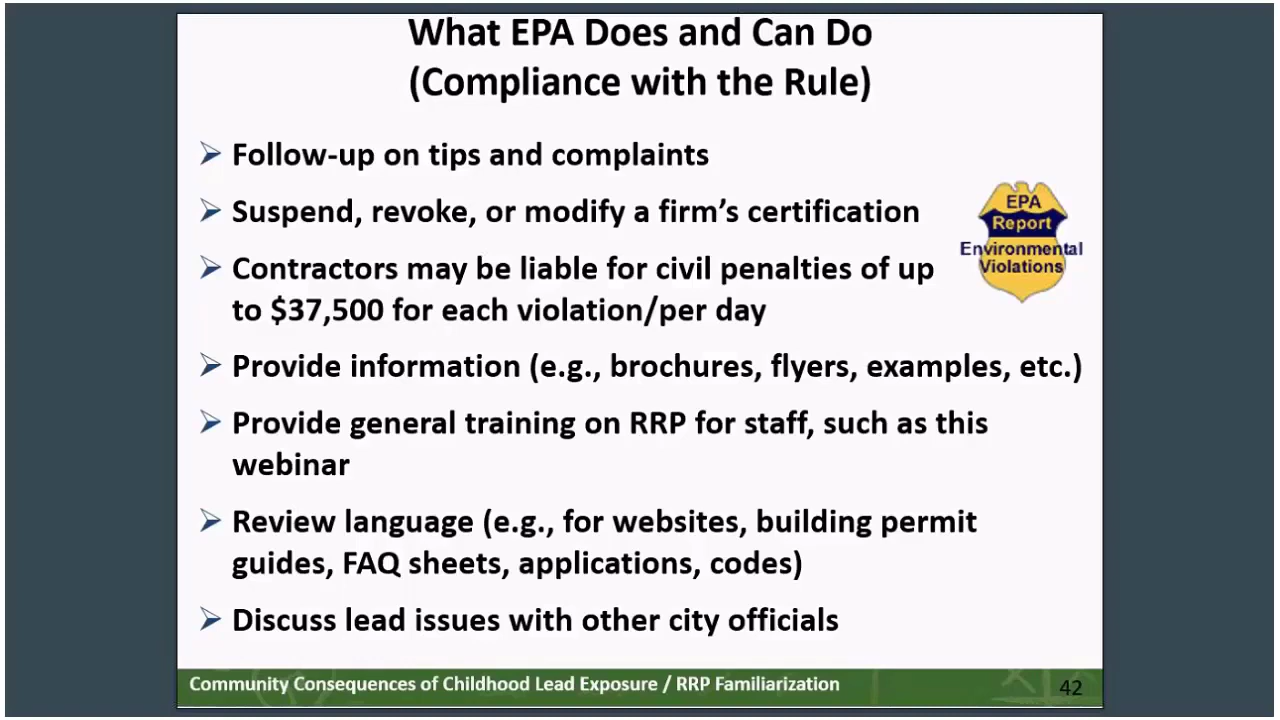 What EPA Does and Can Do
(Compliance with the Rule)
Follow-up on tips and complaints
Suspend, revoke, or modify a firm's certification
Contractors may be liable for civil penalties of up
to $37,500 for each violation/per day
EPA
Report
Environmental
Violations
Provide information (e.g., brochures, flyers, examples, etc.)
Provide general training on RRP for staff, such as this
webinar
Review language (e.g., for websites, building permit
guides, FAQ sheets, applications, codes)
Discuss lead issues with other city officials
Community Consequences of Childhood Lead Exposure / RRP Familiarization
42